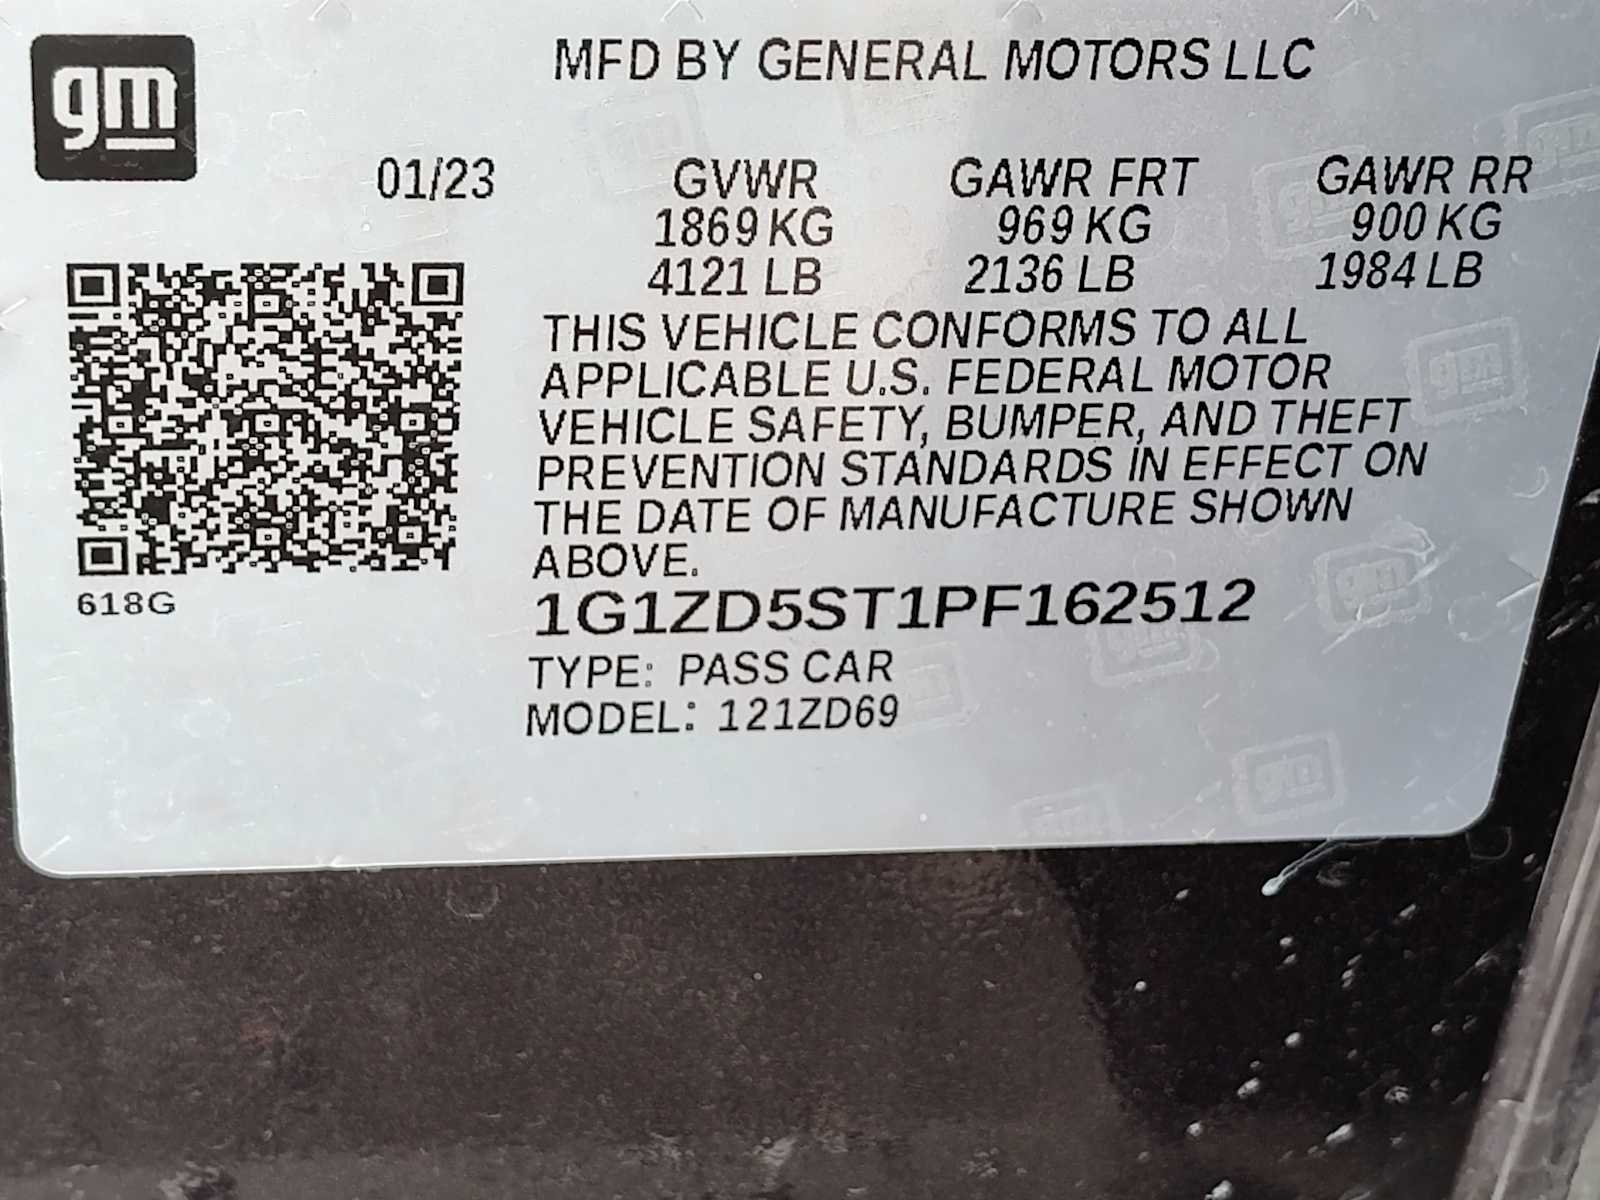 gm
MFD BY GENERAL MOTORS LLC
01/23 GVWR GAWR FRT GAWR RR
1869 KG 969 KG 900 KG
4121 LB 2136 LB 1984 LB
THIS VEHICLE CONFORMS TO ALL
APPLICABLE U.S. FEDERAL MOTOR
VEHICLE SAFETY, BUMPER, AND THEFT
PREVENTION STANDARDS IN EFFECT ON
THE DATE OF MANUFACTURE SHOWN
ABOVE.
618G
1G1ZD5ST1PF162512
TYPE: PASS CAR
MODEL: 121ZD69